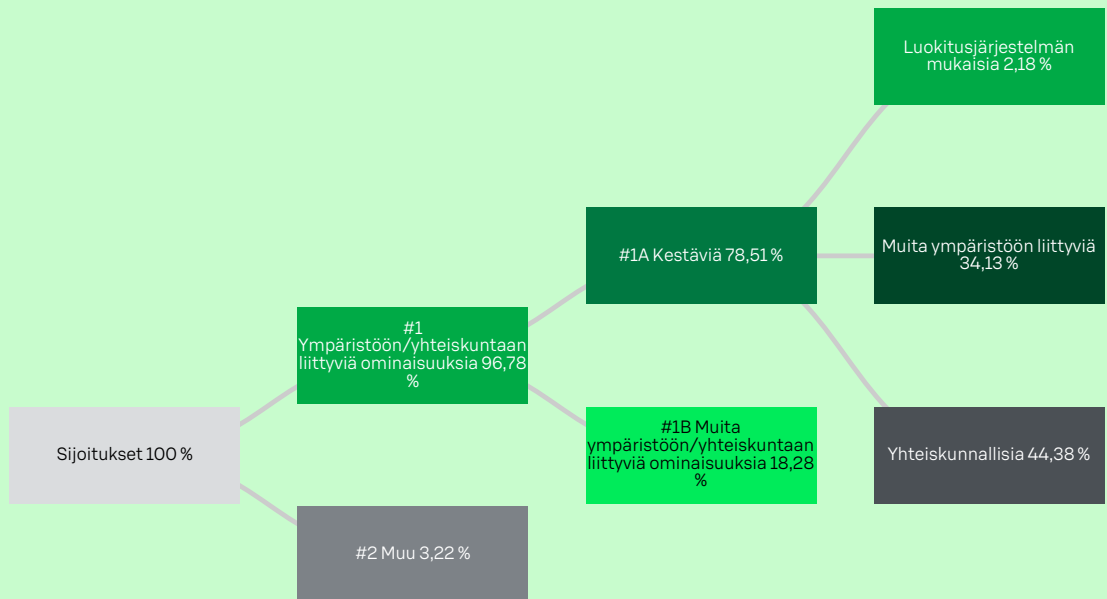 Luokitusjärjestelmän
mukaisia 2,18 %
#1A Kestäviä 78,51 %
Muita ympäristöön liittyviä
34,13 %
#1
Ympäristöön/yhteiskuntaan
liittyviä ominaisuuksia 96,78
%
Sijoitukset 100 %
#1B Muita
ympäristöön/yhteiskuntaan
liittyviä ominaisuuksia 18,28
%
Yhteiskunnallisia 44,38 %
#2 Muu 3,22 %